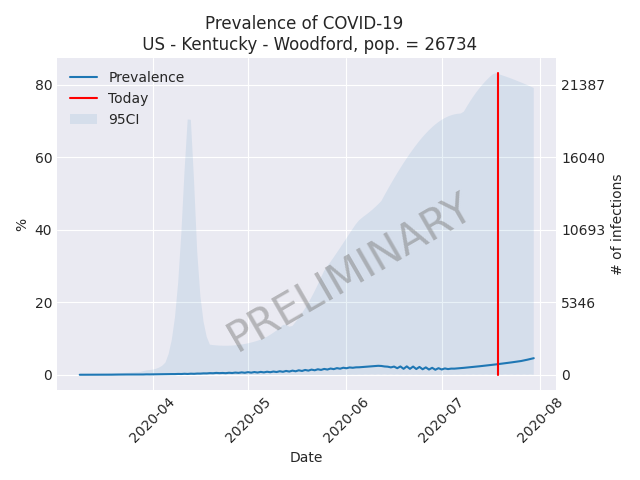 Prevalence of COVID-19
US - Kentucky - Woodford, pop. = 26734
Prevalence
Today
95CI
80
60
40
20
0
%
21387
16040
10693
5346
0
# of infections
PRELIMINARY
2020-04
2020-05
2020-06
2020-07
2020-08
Date